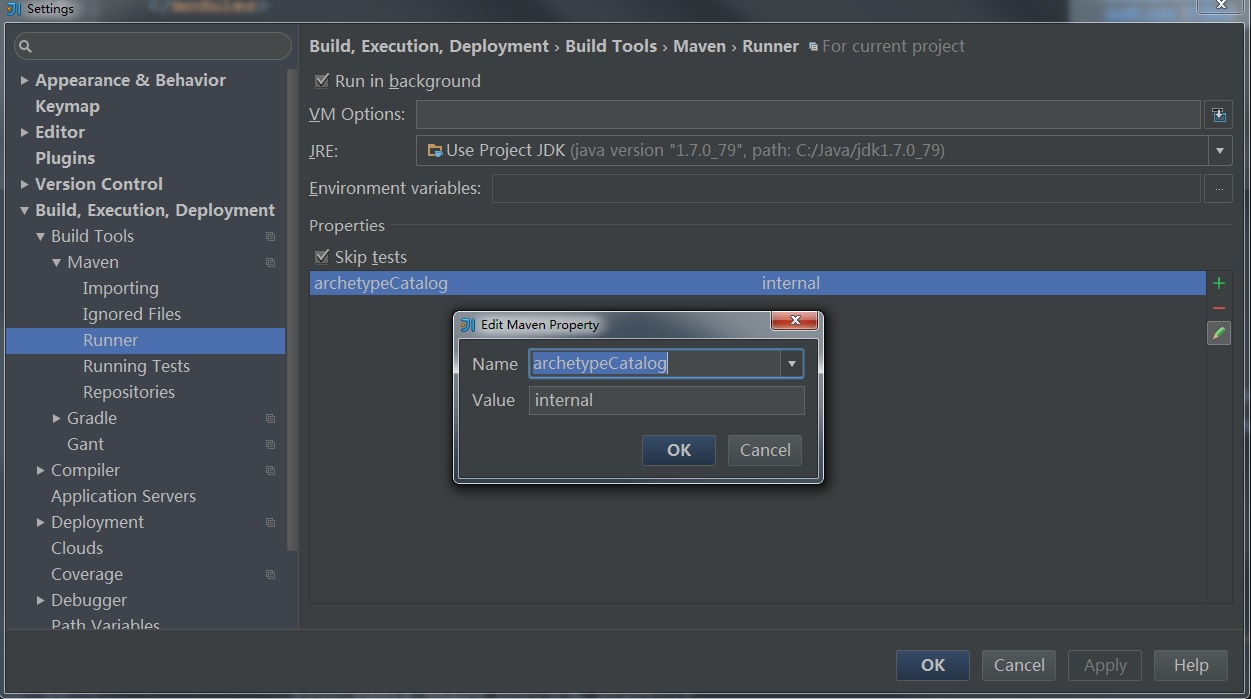 Settings
</modules>
Build, Execution, Deployment › Build Tools › Maven › Runner For current project
Appearance & Behavior
Keymap
Editor
Plugins
Version Control
Build, Execution, Deployment
Build Tools
Maven
Importing
Ignored Files
Runner
Running Tests
Repositories
Gradle
Gant
Compiler
Application Servers
Deployment
Clouds
Coverage
Debugger
Path Variables
Run in background
VM Options:
JRE: Use Project JDK (java version "1.7.0_79", path: C:/Java/jdk1.7.0_79)
Environment variables: ...
Properties
Skip tests
archetypeCatalog internal
Edit Maven Property
Name archetypeCatalog
Value internal
OK Cancel
OK Cancel Apply Help